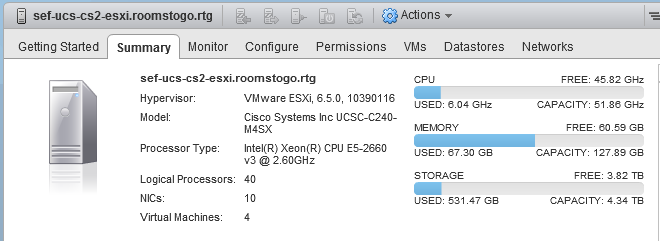 sef-ucs-cs2-esxi.roomstogo.rtg Actions
Getting Started Summary Monitor Configure Permissions VMs Datastores Networks
sef-ucs-cs2-esxi.roomstogo.rtg
Hypervisor: VMware ESXi, 6.5.0, 10390116
Model: Cisco Systems Inc UCSC-C240-
M4SX
Processor Type: Intel(R) Xeon(R) CPU E5-2660
v3 @ 2.60GHz
Logical Processors: 40
NICs: 10
Virtual Machines: 4
CPU FREE: 45.82 GHz
USED: 6.04 GHz CAPACITY: 51.86 GHz
MEMORY FREE: 60.59 GB
USED: 67.30 GB CAPACITY: 127.89 GB
STORAGE FREE: 3.82 TB
USED: 531.47 GB CAPACITY: 4.34 TB